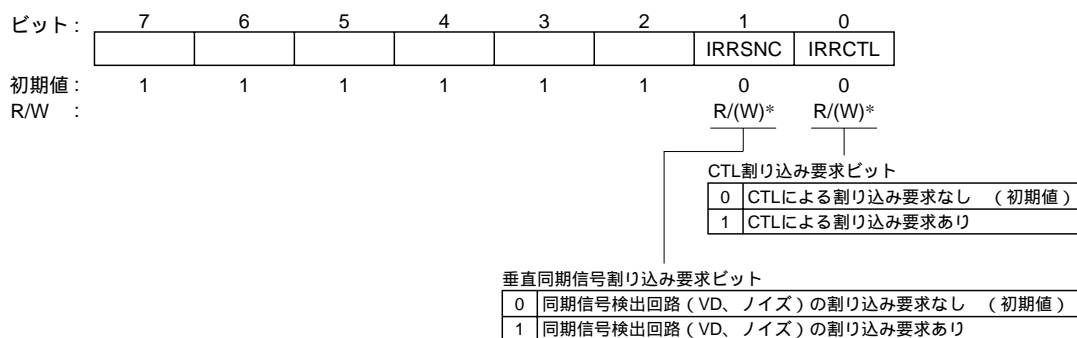 ビット： 7 6 5 4 3 2 1 0
IRRSNC IRRCTL
初期値： 1 1 1 1 1 1 0 0
R/W ： R/(W)* R/(W)*
CTL割り込み要求ビット
0 CTLによる割り込み要求なし （初期値）
1 CTLによる割り込み要求あり
垂直同期信号割り込み要求ビット
0 同期信号検出回路（VD、ノイズ）の割り込み要求なし （初期値）
1 同期信号検出回路（VD、ノイズ）の割り込み要求あり